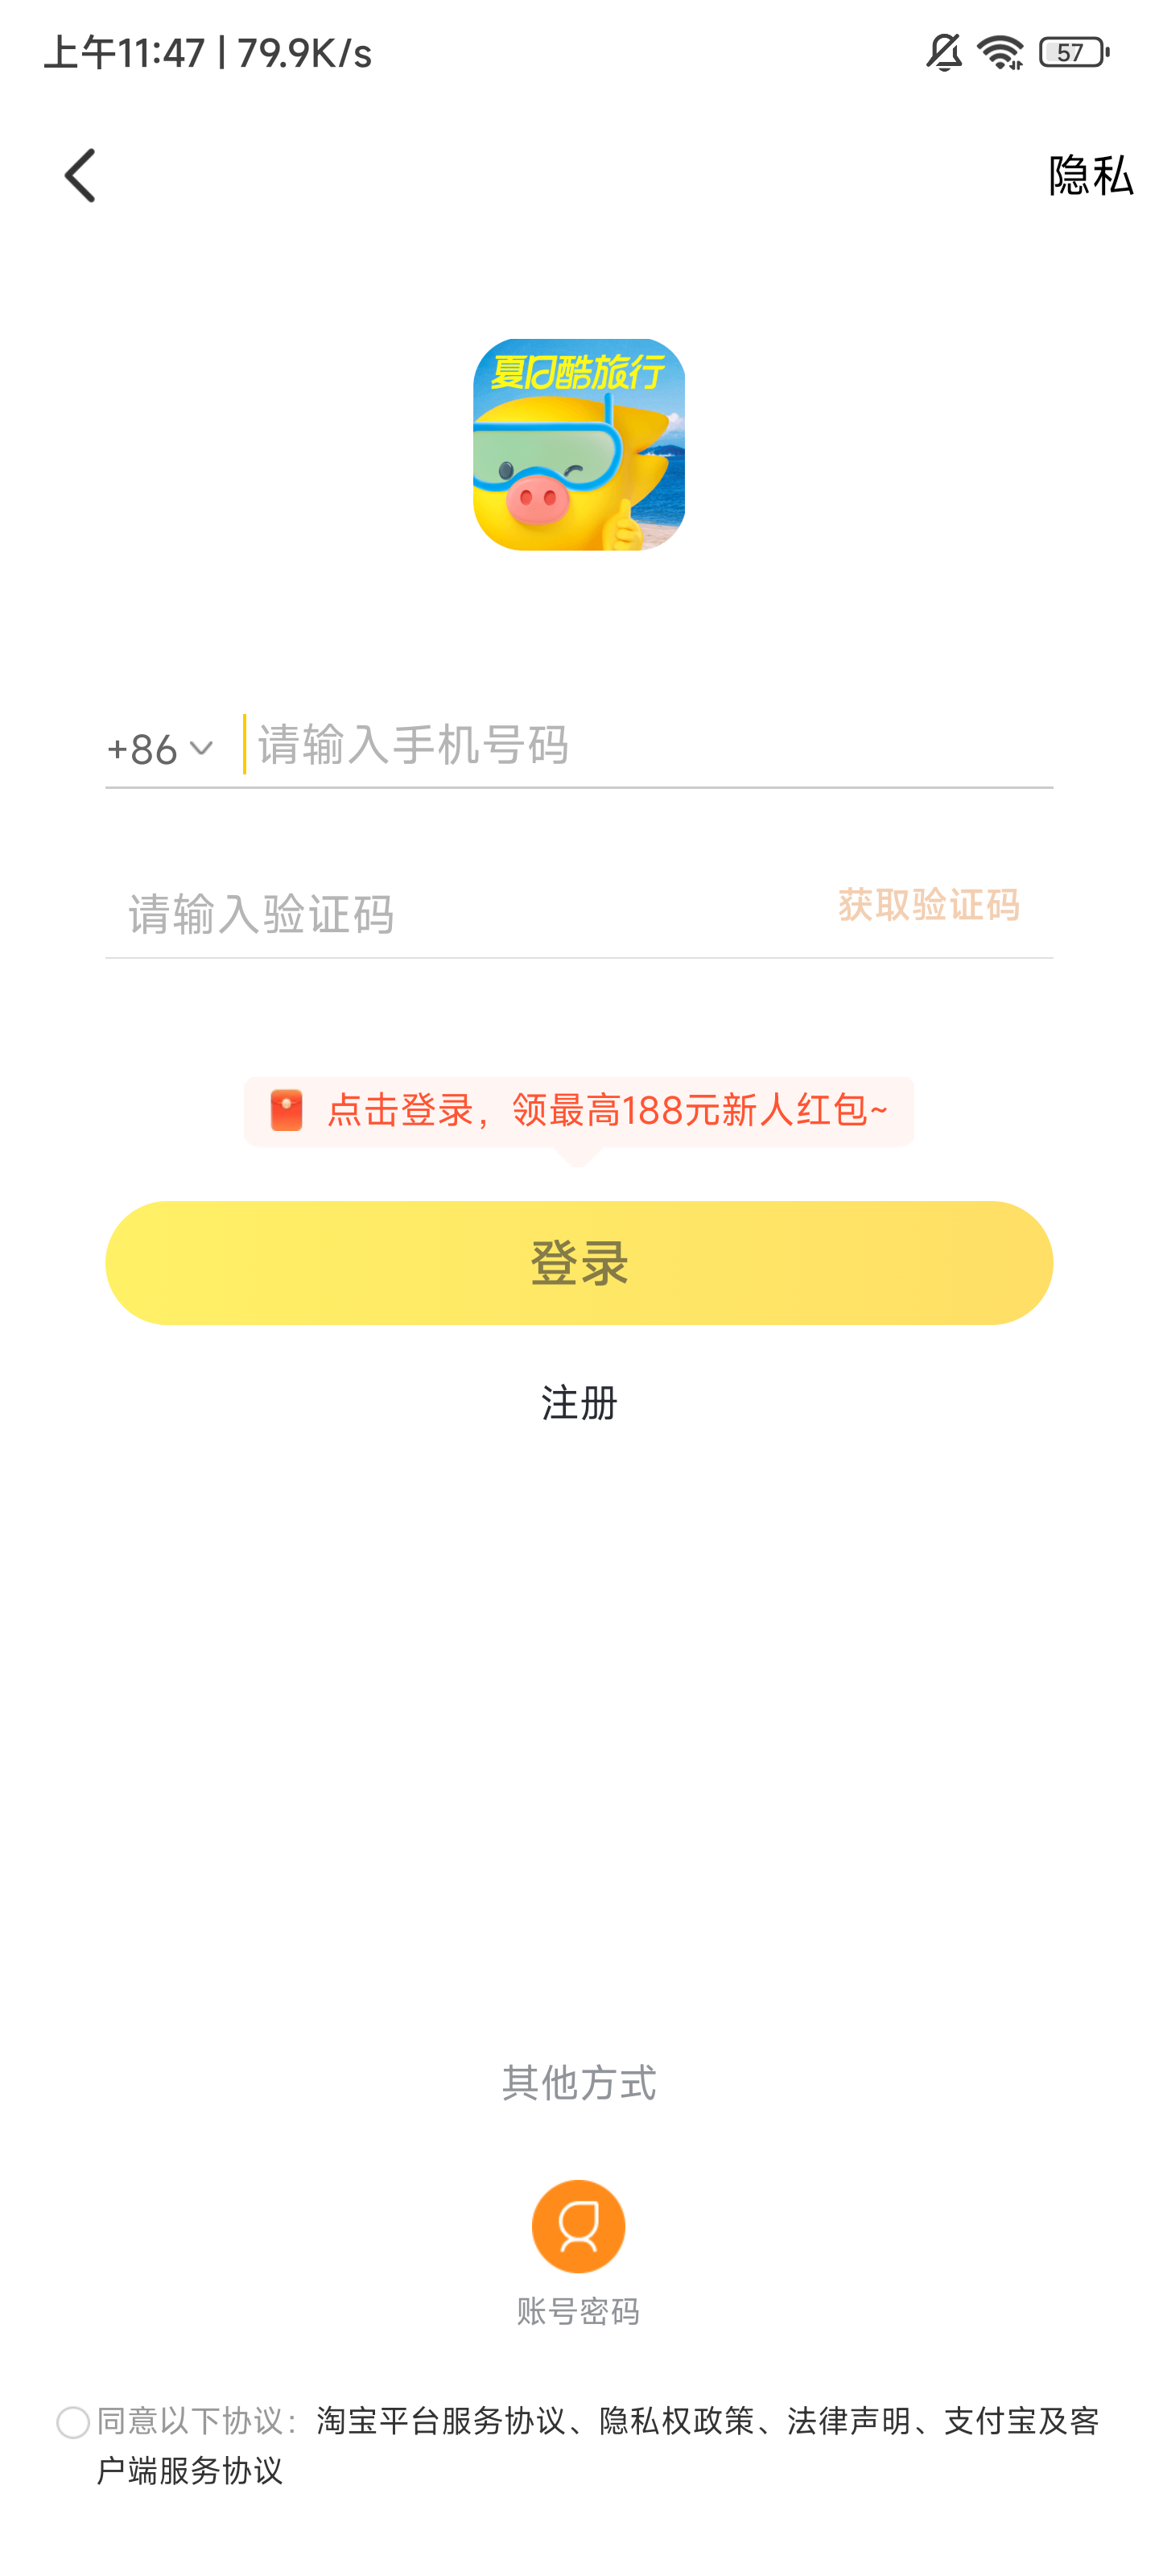 上午11:47 | 79.9K/s
57
隐私
夏日酷旅行
+86
请输入手机号码
请输入验证码
获取验证码
点击登录，领最高188元新人红包~
登录
注册
其他方式
账号密码
同意以下协议：淘宝平台服务协议、隐私权政策、法律声明、支付宝及客
户端服务协议